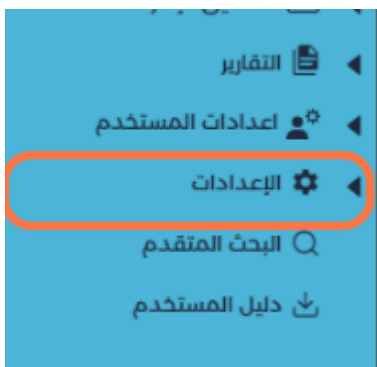 التقارير
اعدادات المستخدم
الإعدادات
البحث المتقدم
دليل المستخدم